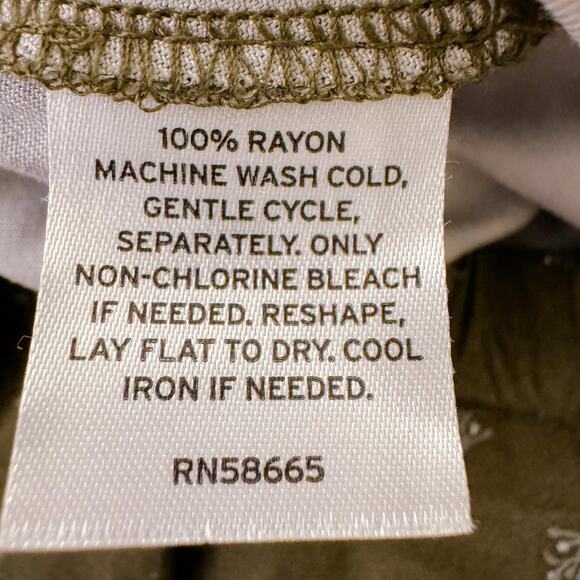 100% RAYON
MACHINE WASH COLD,
GENTLE CYCLE,
SEPARATELY. ONLY
NON-CHLORINE BLEACH
IF NEEDED. RESHAPE,
LAY FLAT TO DRY. COOL
IRON IF NEEDED.
RN58665